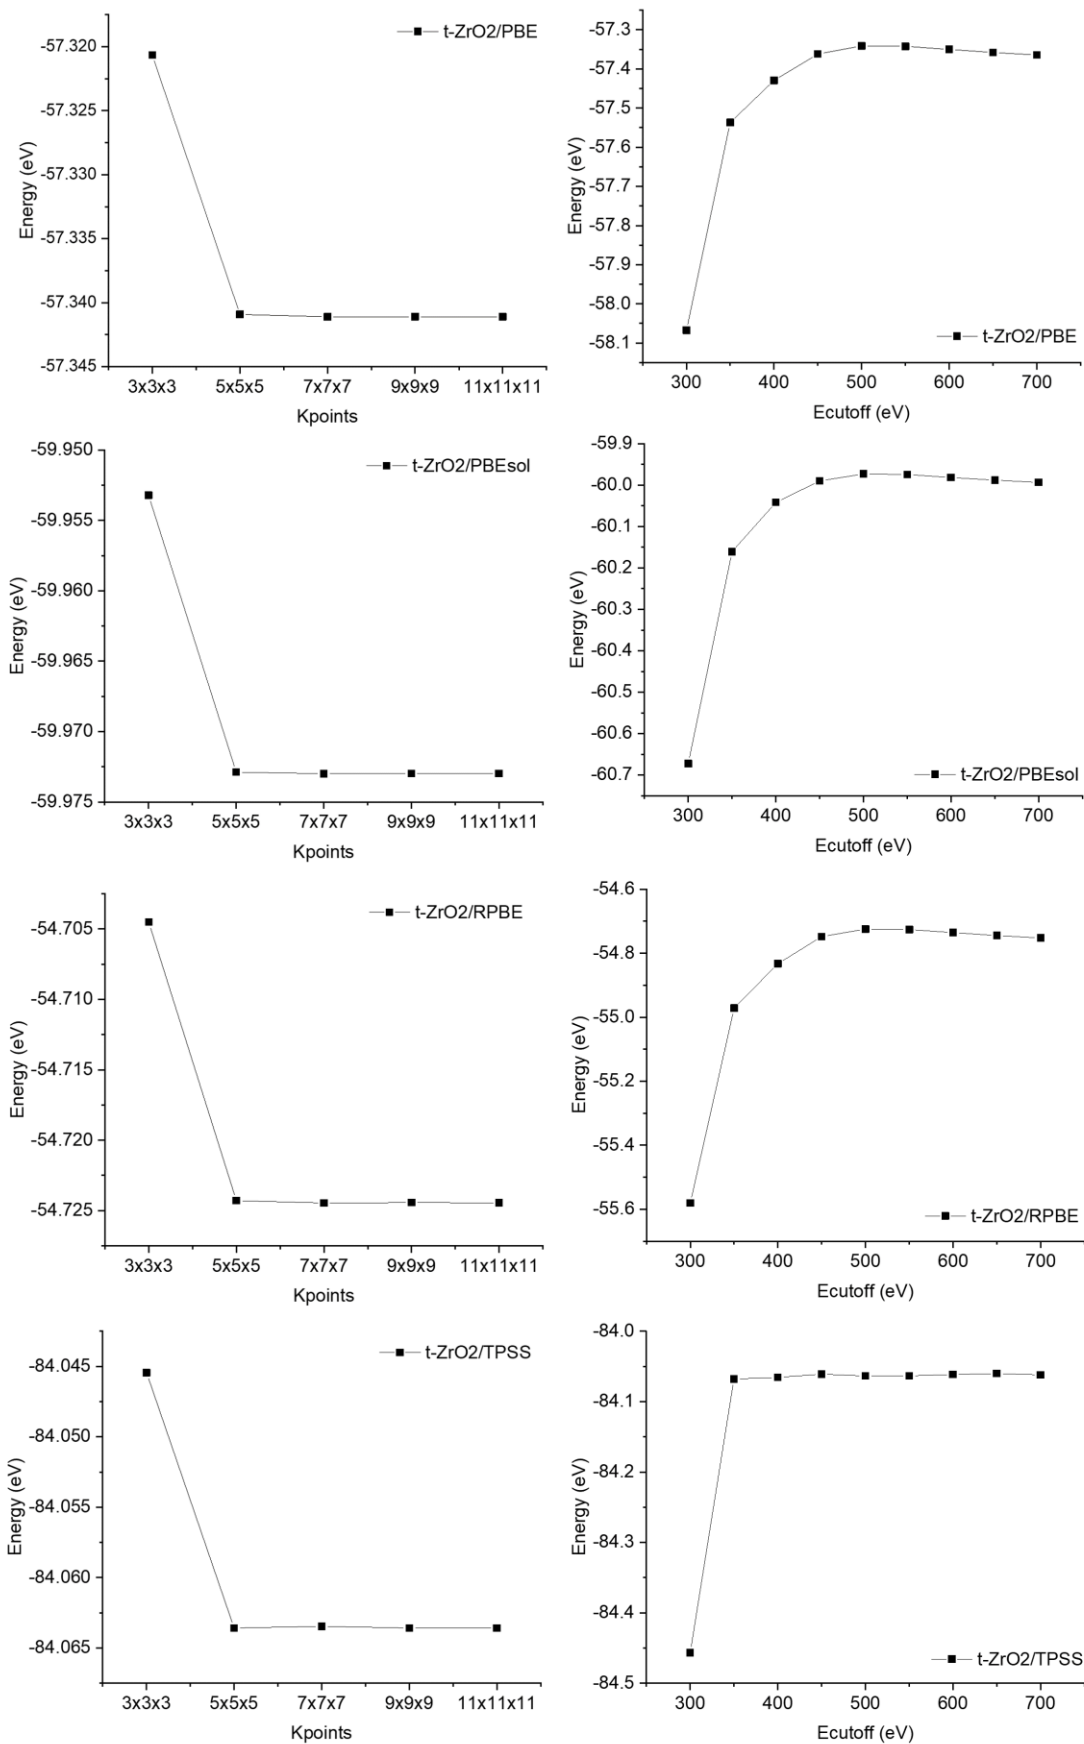 t-ZrO2/PBE
Energy (eV)
-57.320
-57.325
-57.330
-57.335
-57.340
-57.345
3x3x3 5x5x5 7x7x7 9x9x9 11x11x11
Kpoints
t-ZrO2/PBE
Energy (eV)
-57.3
-57.4
-57.5
-57.6
-57.7
-57.8
-57.9
-58.0
-58.1
300 400 500 600 700
Ecutoff (eV)
t-ZrO2/PBEsol
Energy (eV)
-59.950
-59.955
-59.960
-59.965
-59.970
-59.975
3x3x3 5x5x5 7x7x7 9x9x9 11x11x11
Kpoints
t-ZrO2/PBEsol
Energy (eV)
-59.9
-60.0
-60.1
-60.2
-60.3
-60.4
-60.5
-60.6
-60.7
300 400 500 600 700
Ecutoff (eV)
t-ZrO2/RPBE
Energy (eV)
-54.705
-54.710
-54.715
-54.720
-54.725
3x3x3 5x5x5 7x7x7 9x9x9 11x11x11
Kpoints
t-ZrO2/RPBE
Energy (eV)
-54.6
-54.8
-55.0
-55.2
-55.4
-55.6
300 400 500 600 700
Ecutoff (eV)
t-ZrO2/TPSS
Energy (eV)
-84.045
-84.050
-84.055
-84.060
-84.065
3x3x3 5x5x5 7x7x7 9x9x9 11x11x11
Kpoints
t-ZrO2/TPSS
Energy (eV)
-84.0
-84.1
-84.2
-84.3
-84.4
-84.5
300 400 500 600 700
Ecutoff (eV)